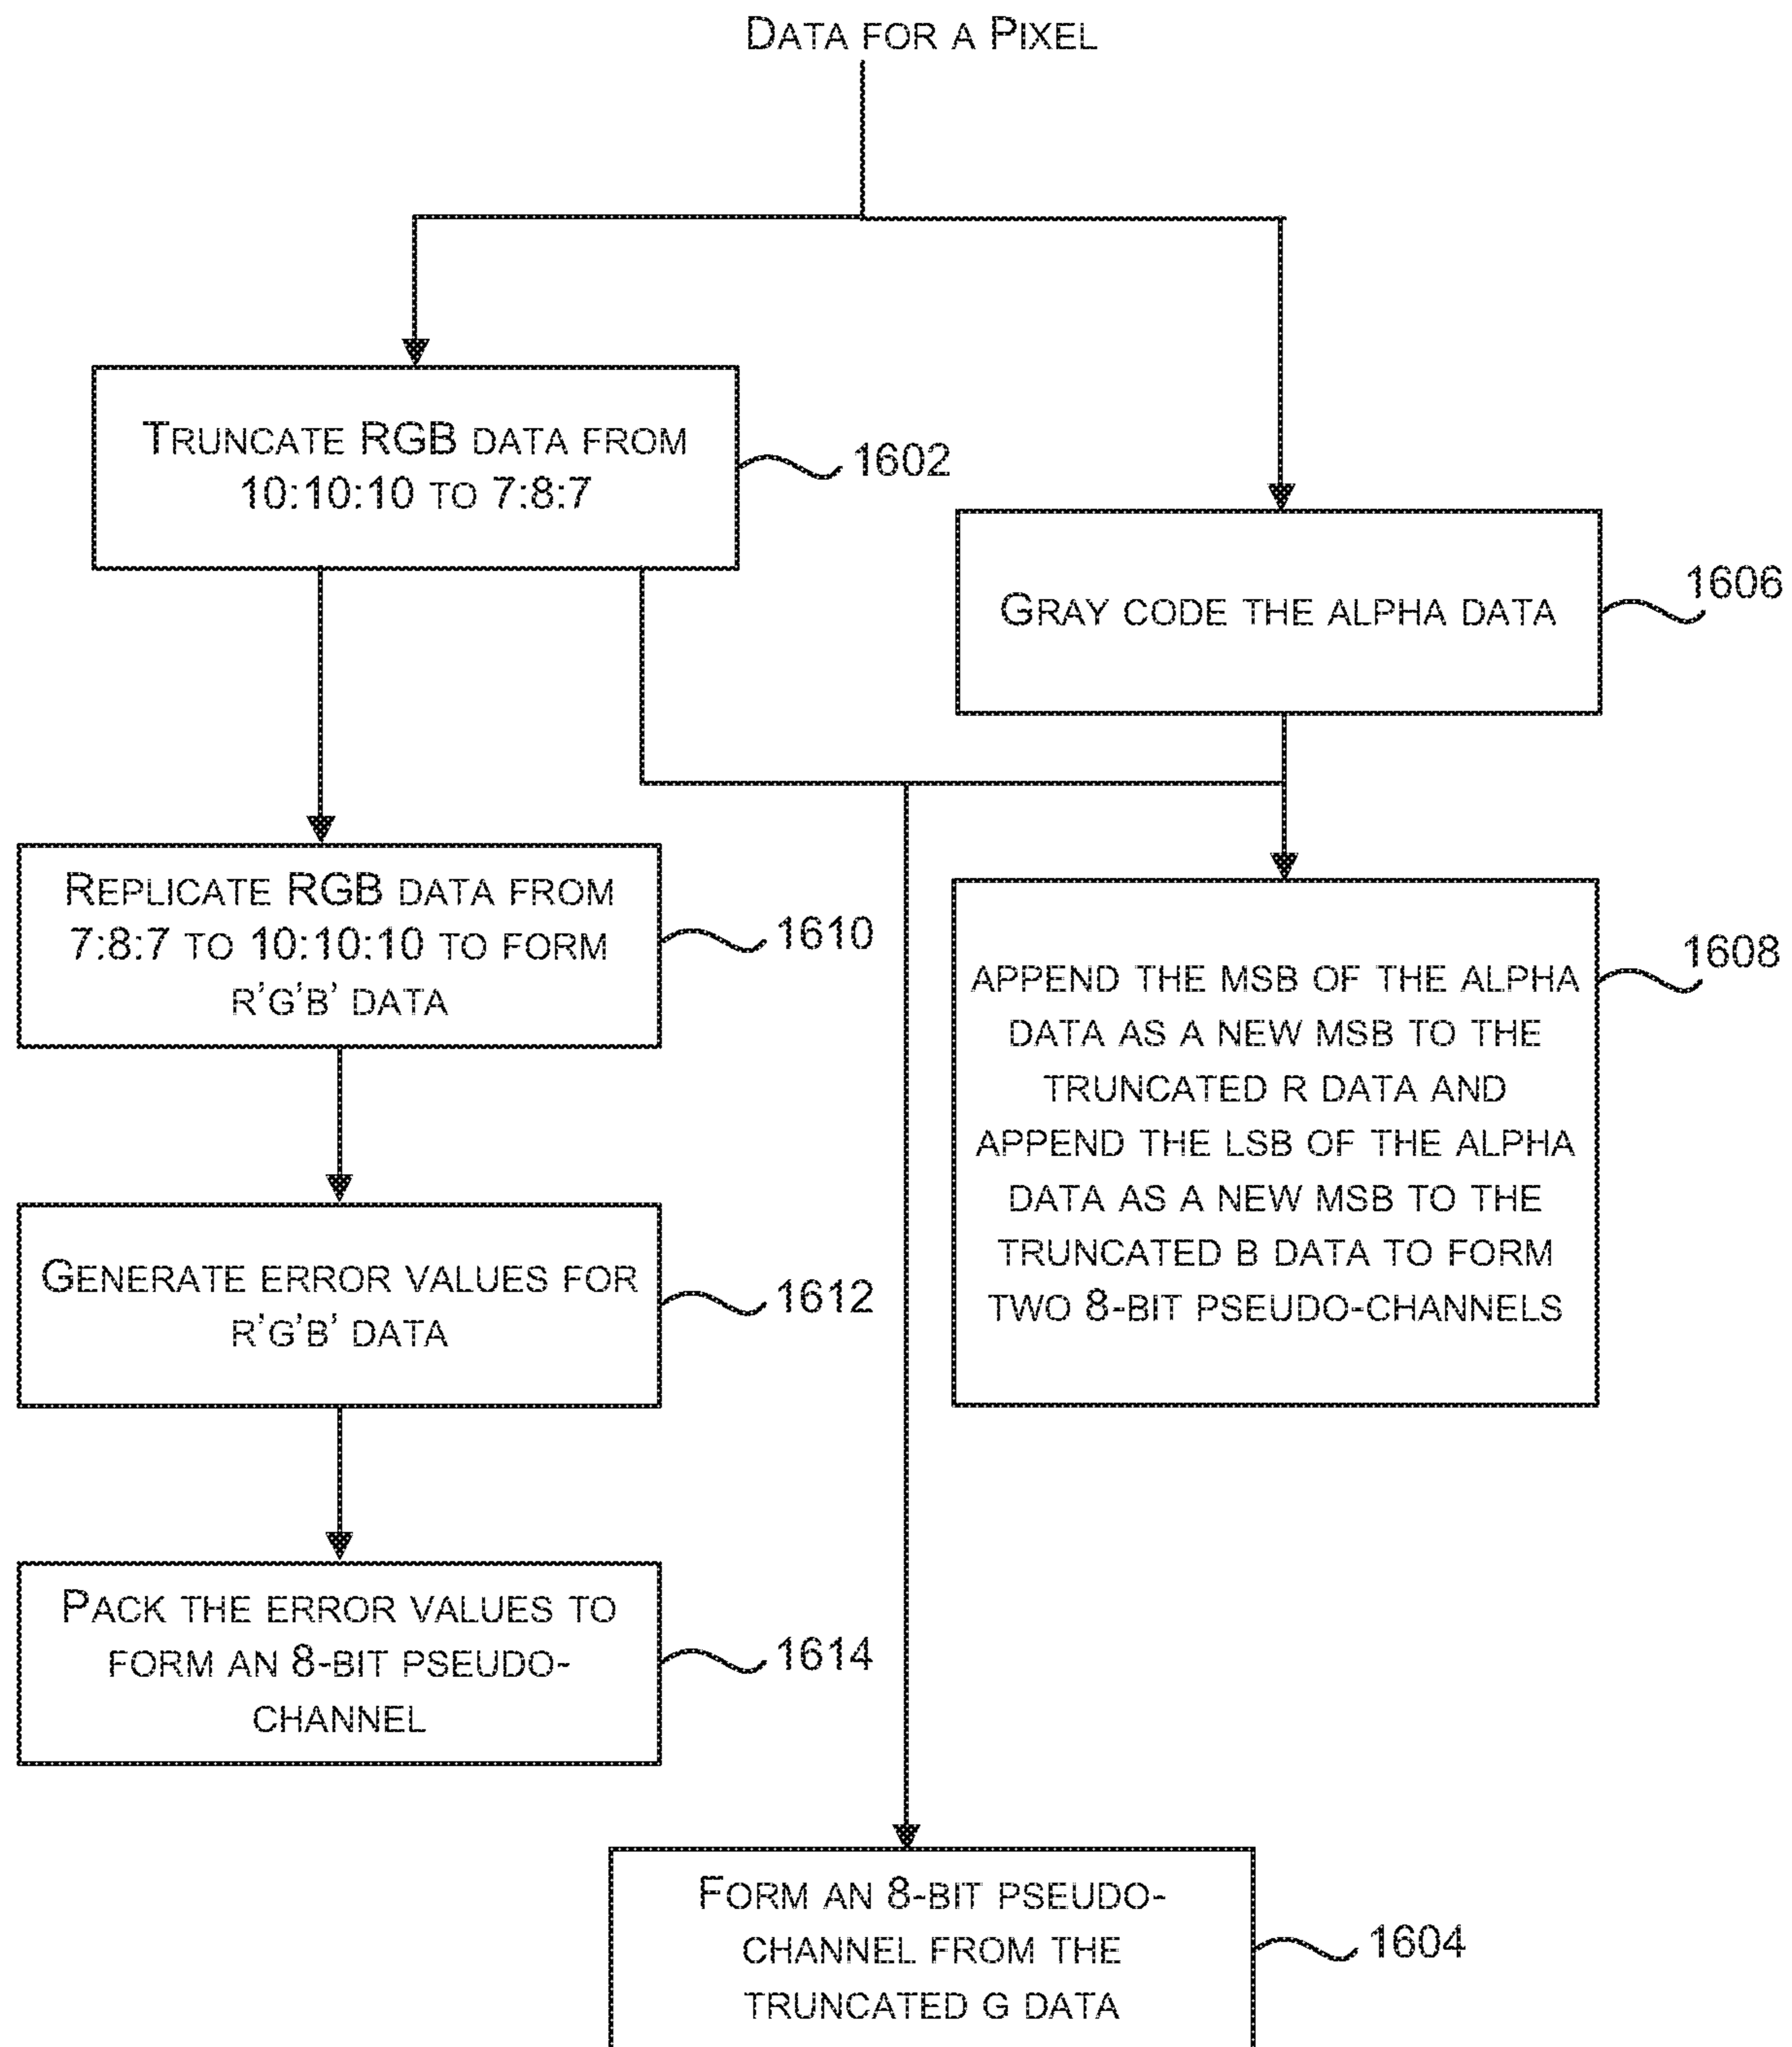 DATA FOR A PIXEL
TRUNCATE RGB DATA FROM
10:10:10 TO 7:8:7
1602
GRAY CODE THE ALPHA DATA
1606
REPLICATE RGB DATA FROM
7:8:7 TO 10:10:10 TO FORM
R'G'B' DATA
1610
APPEND THE MSB OF THE ALPHA
DATA AS A NEW MSB TO THE
TRUNCATED R DATA AND
APPEND THE LSB OF THE ALPHA
DATA AS A NEW MSB TO THE
TRUNCATED B DATA TO FORM
TWO 8-BIT PSEUDO-CHANNELS
1608
GENERATE ERROR VALUES FOR
R'G'B' DATA
1612
PACK THE ERROR VALUES TO
FORM AN 8-BIT PSEUDO-
CHANNEL
1614
FORM AN 8-BIT PSEUDO-
CHANNEL FROM THE
TRUNCATED G DATA
1604